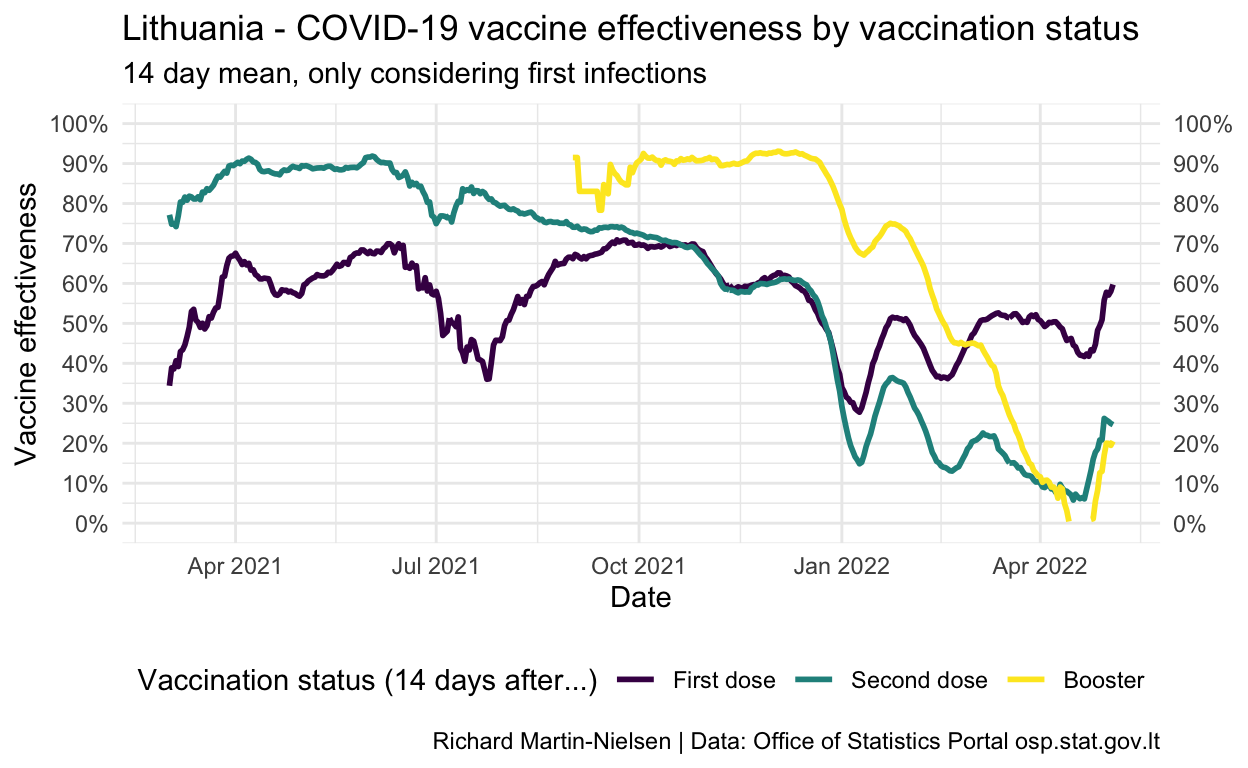 Lithuania - COVID-19 vaccine effectiveness by vaccination status
14 day mean, only considering first infections
100% 100%
90% 90%
80% 80%
70% 70%
60% 60%
50% 50%
40% 40%
30% 30%
20% 20%
10% 10%
0% 0%
Vaccine effectiveness
Apr 2021 Jul 2021 Oct 2021 Jan 2022 Apr 2022
Date
Vaccination status (14 days after...) First dose Second dose Booster
Richard Martin-Nielsen | Data: Office of Statistics Portal osp.stat.gov.lt